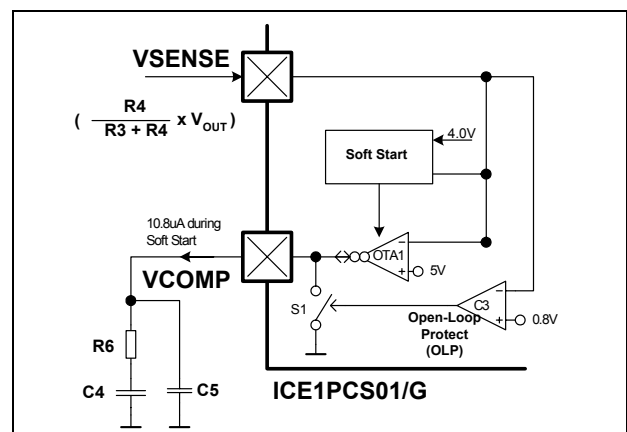 VSENSE
( R4
R3 + R4 x VOUT )
4.0V
Soft Start
10.8uA during
Soft Start
VCOMP
OTA1
−
+
5V
S1
C3
−
+
0.8V
Open-Loop
Protect
(OLP)
R6
C4
C5
ICE1PCS01/G